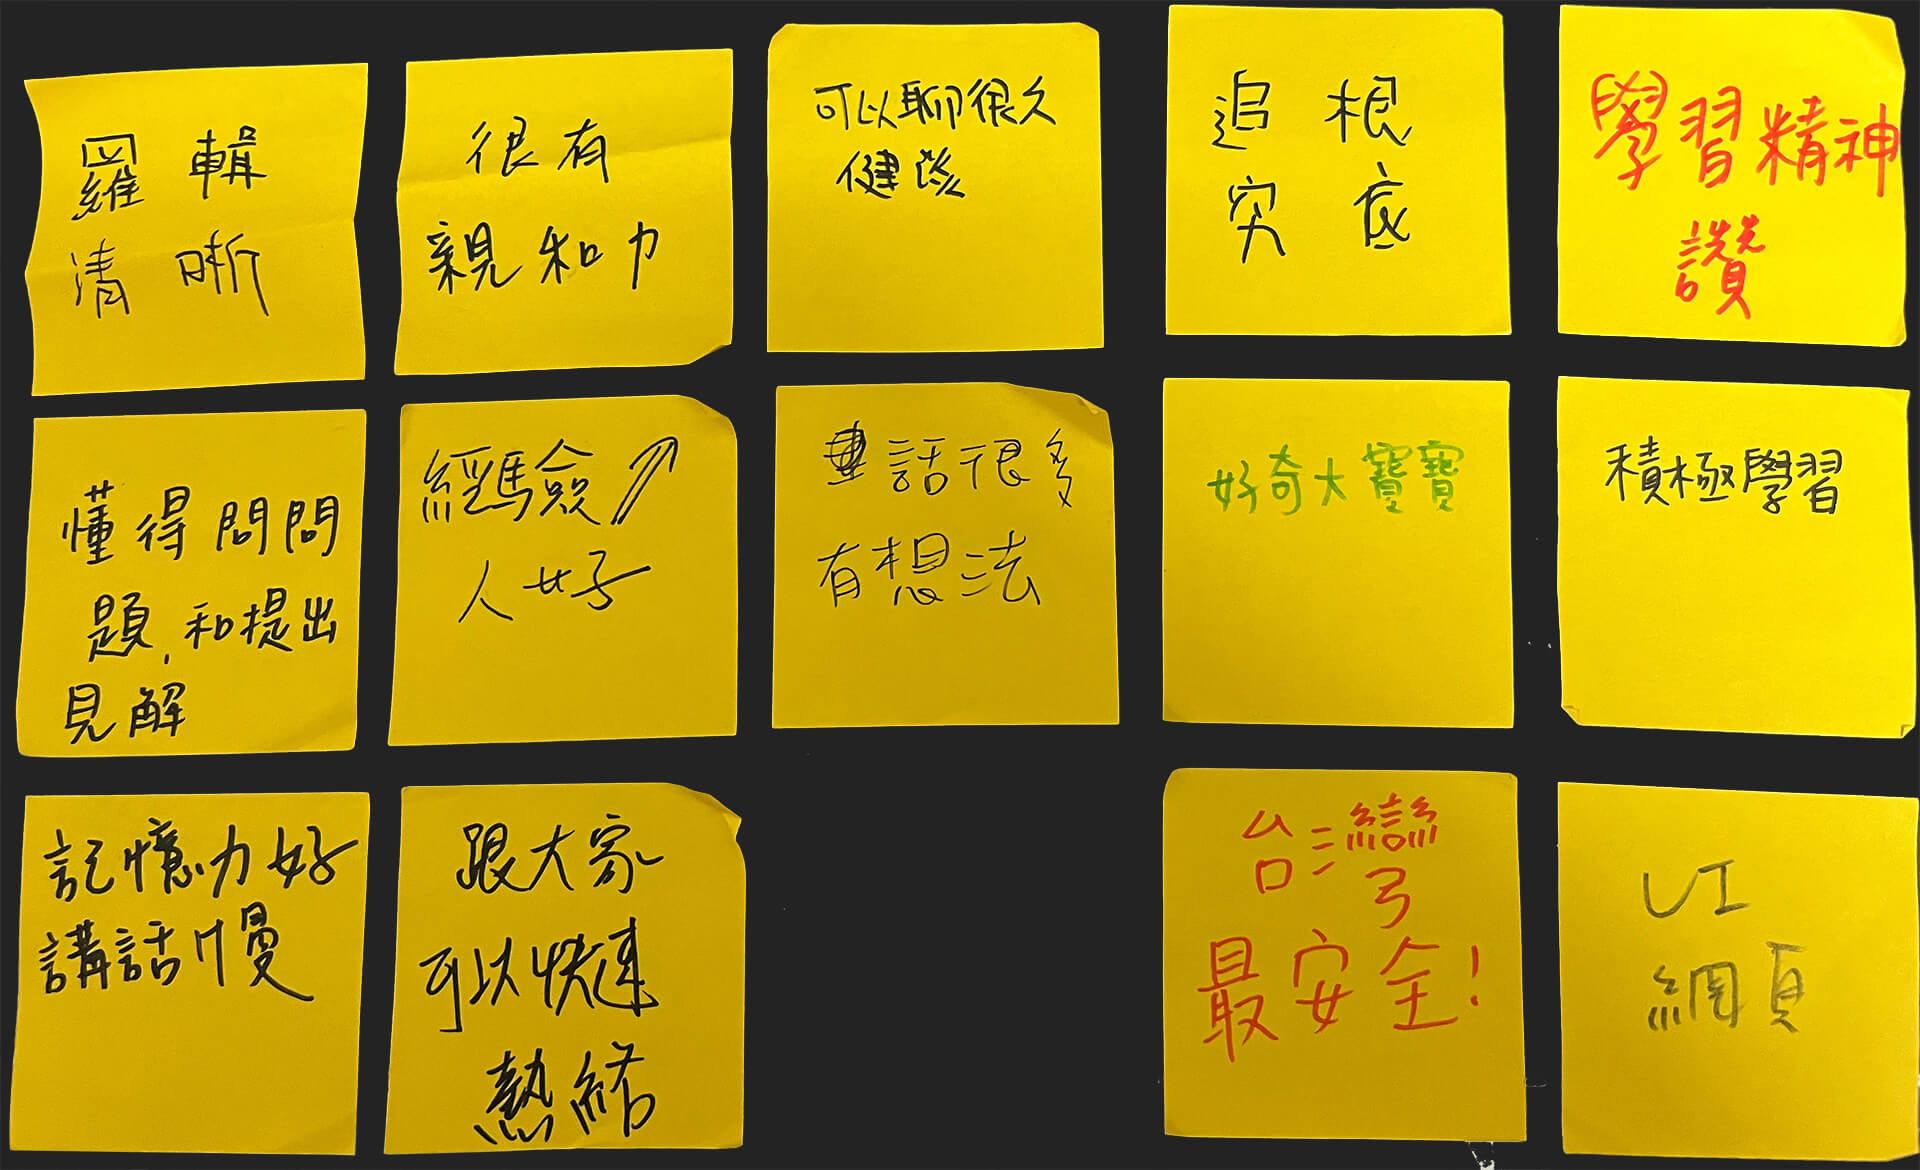 羅輯
清晰
很有
親和力
可以聊很久
健談
追根
究底
學習精神
讚
懂得問問
題,和提出
見解
經驗↗
人好
話很多
有想法
好奇大寶寶
積極學習
記憶力好
講話慢
跟大家
可以快速
熱絡
台灣
最安全!
UI
網頁